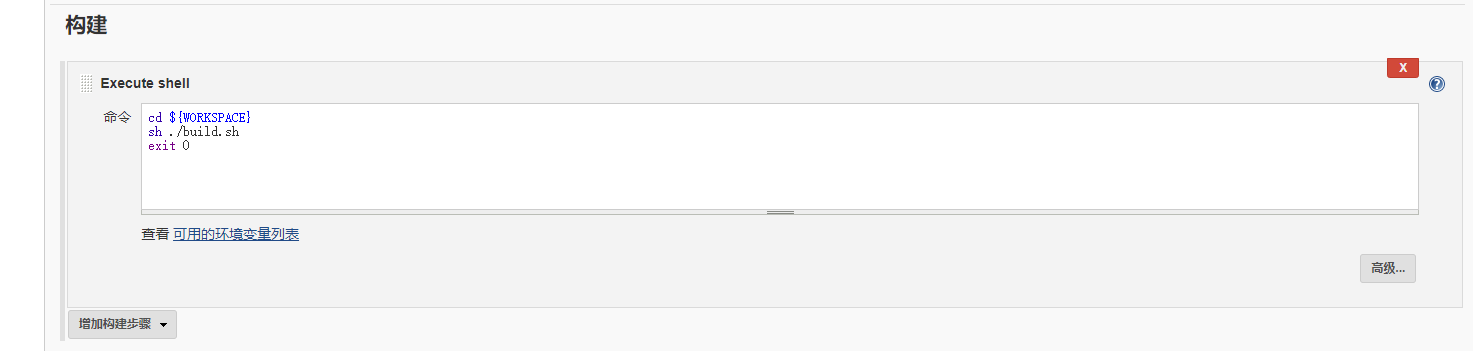 构建
Execute shell
X
?
命令
cd ${WORKSPACE}
sh ./build.sh
exit 0
查看 可用的环境变量列表
高级...
增加构建步骤